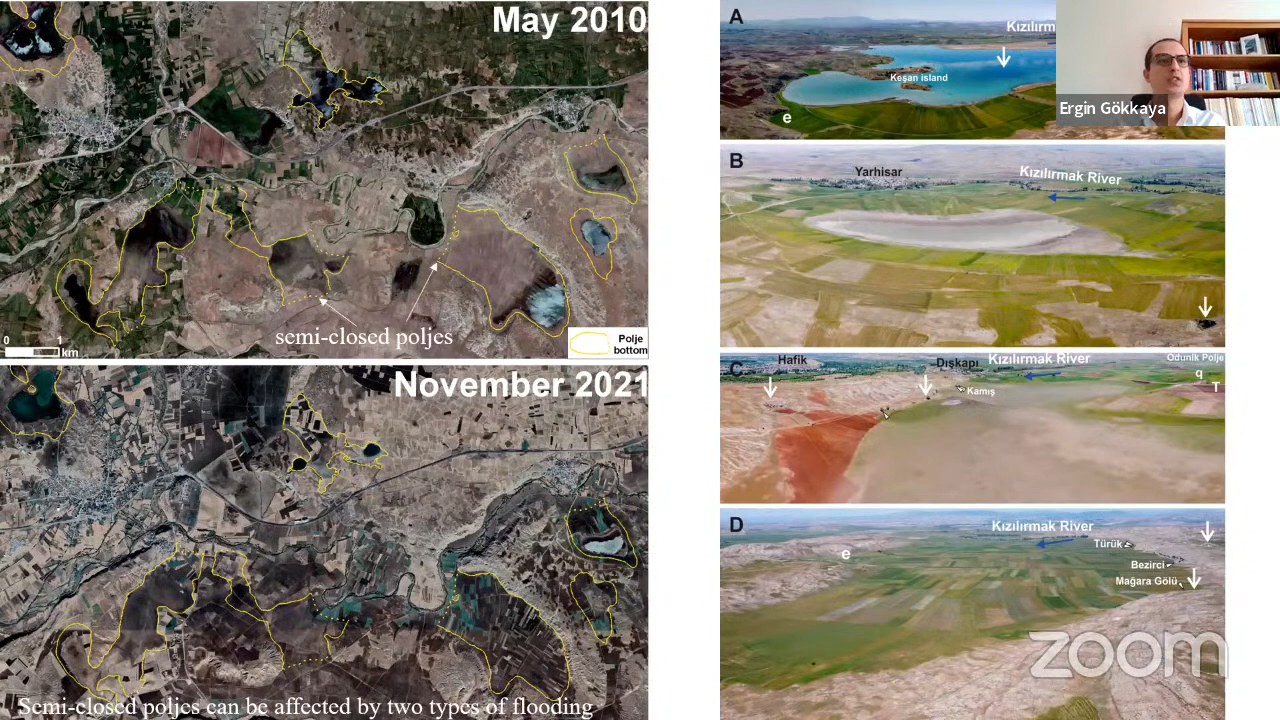 May 2010
semi-closed poljes
0 1
km
Polje
bottom
November 2021
Semi-closed poljes can be affected by two types of flooding
A
Kızılırm
Keşan island
e
Ergin Gökkaya
B
Yarhisar
Kızılırmak River
C
Hafik
Dışkapı
Kızılırmak River
Ödünik Polje
q
T
Kamış
D
Kızılırmak River
e
Türük
Bezirci
Mağara Gölü
zoom